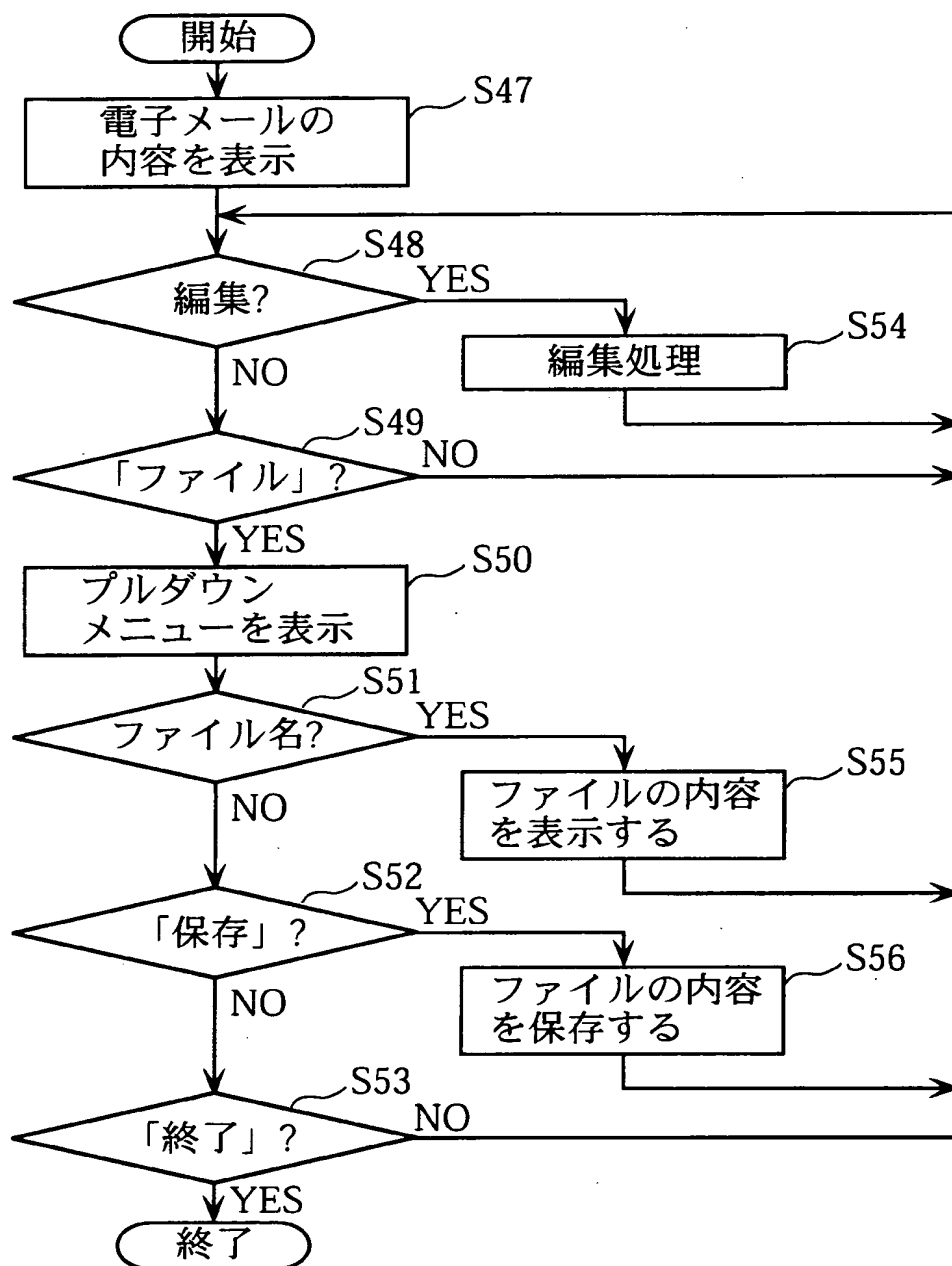 開始
S47
電子メールの
内容を表示
S48
編集?
YES
S54
編集処理
NO
S49
「ファイル」?
NO
YES
S50
プルダウン
メニューを表示
S51
ファイル名?
YES
S55
ファイルの内容
を表示する
NO
S52
「保存」?
YES
S56
ファイルの内容
を保存する
NO
S53
「終了」?
NO
YES
終了